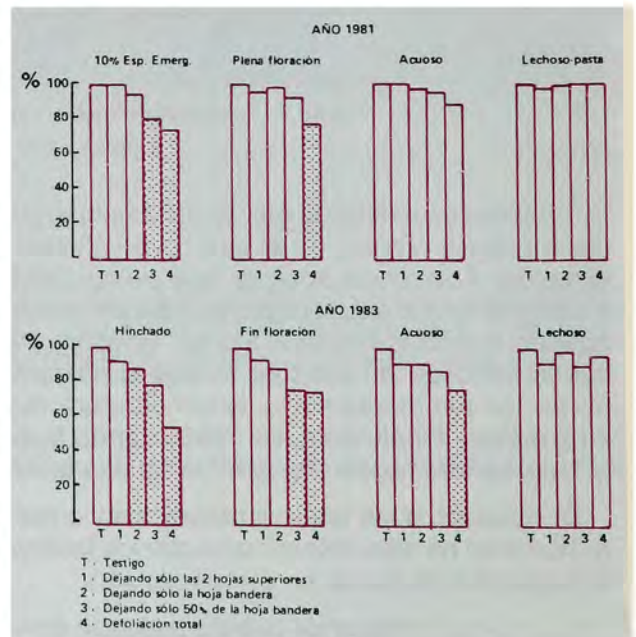 AÑO 1981
10% Esp. Emerg. Plena floración Acuoso Lechoso-pasta
%
100
80
60
40
20
T 1 2 3 4 T 1 2 3 4 T 1 2 3 4 T 1 2 3 4
AÑO 1983
Hinchado Fin floración Acuoso Lechoso
%
100
80
60
40
20
T 1 2 3 4 T 1 2 3 4 T 1 2 3 4 T 1 2 3 4
T - Testigo
1 - Dejando sólo las 2 hojas superiores
2 - Dejando sólo la hoja bandera
3 - Dejando sólo 50% de la hoja bandera
4 - Defoliación total